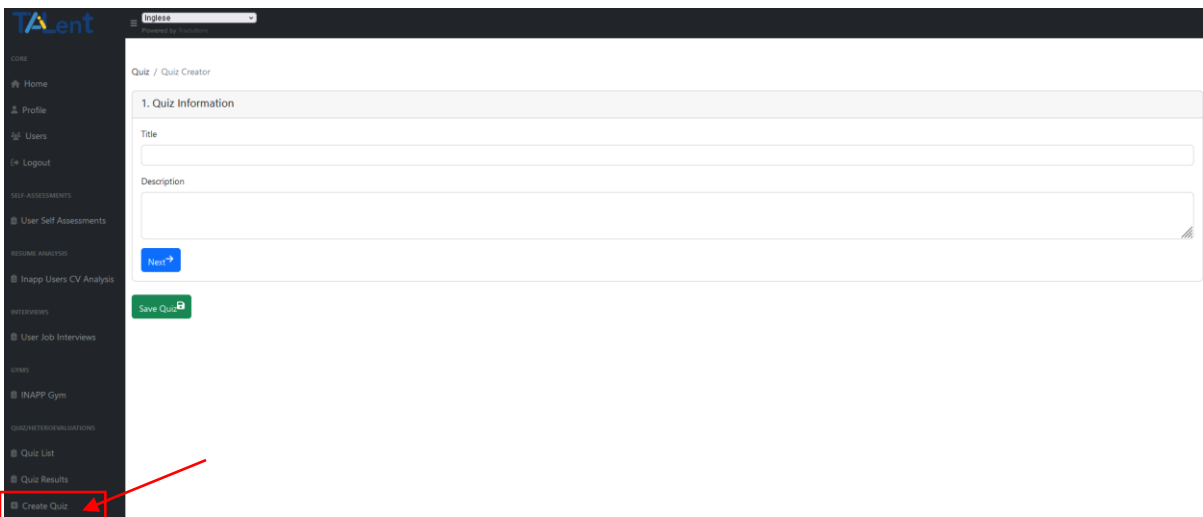 TALent
Inglese
Powered by
CORE
Home
Profile
Users
Logout
SELF-ASSESSMENTS
User Self Assessments
RESUME ANALYSIS
Inapp Users CV Analysis
INTERVIEWS
User Job Interviews
GYMS
INAPP Gym
QUIZ/HETEROEVALUATIONS
Quiz List
Quiz Results
Create Quiz
Quiz / Quiz Creator
1. Quiz Information
Title
Description
Next
Save Quiz